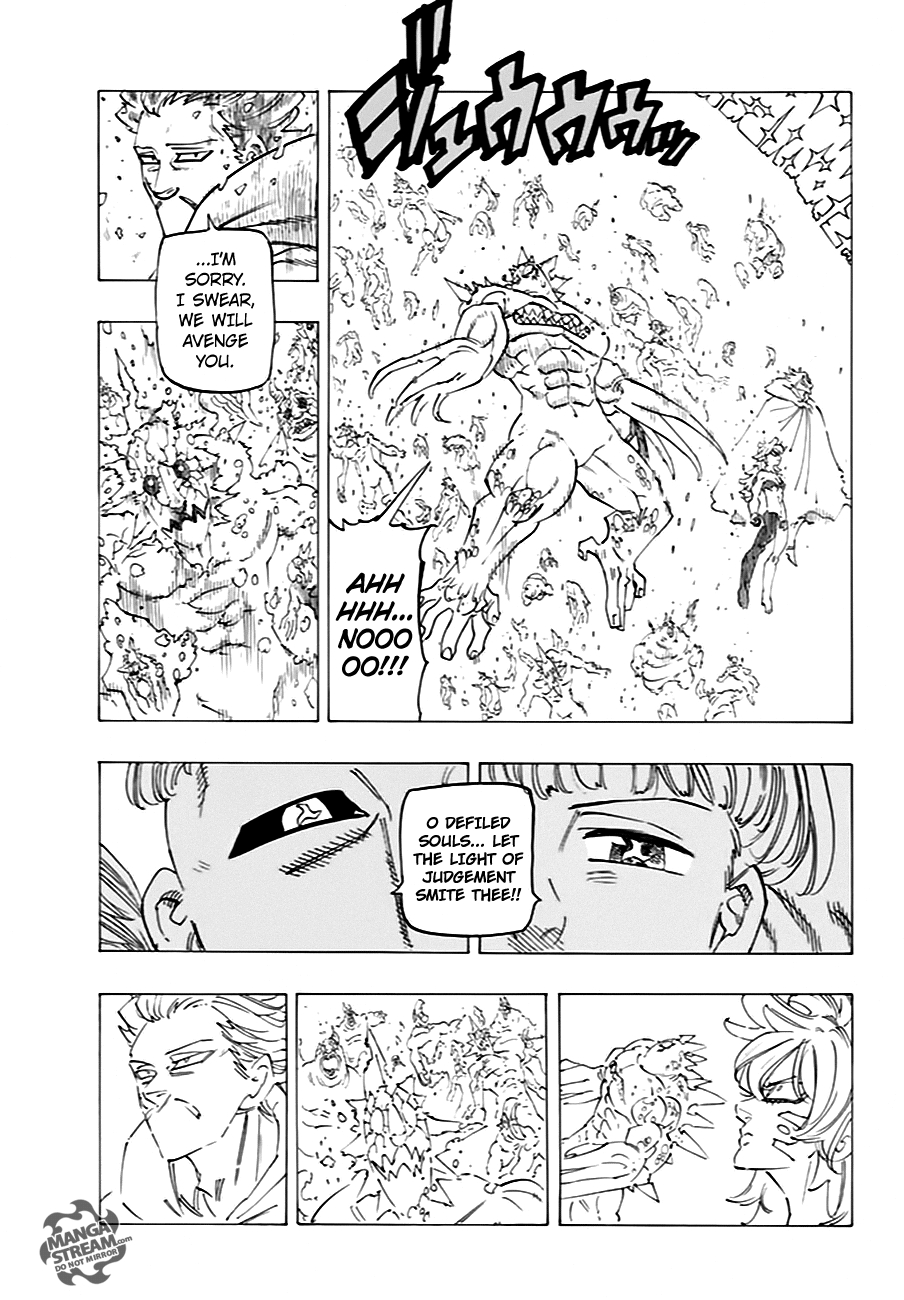 ジュウウウッ
AHH
HHH...
NOOO
OO!!!
...I'M
SORRY.
I SWEAR,
WE WILL
AVENGE
YOU.
O DEFILED
SOULS... LET
THE LIGHT OF
JUDGEMENT
SMITE THEE!!
MANGA
STREAM.com
DO NOT MIRROR